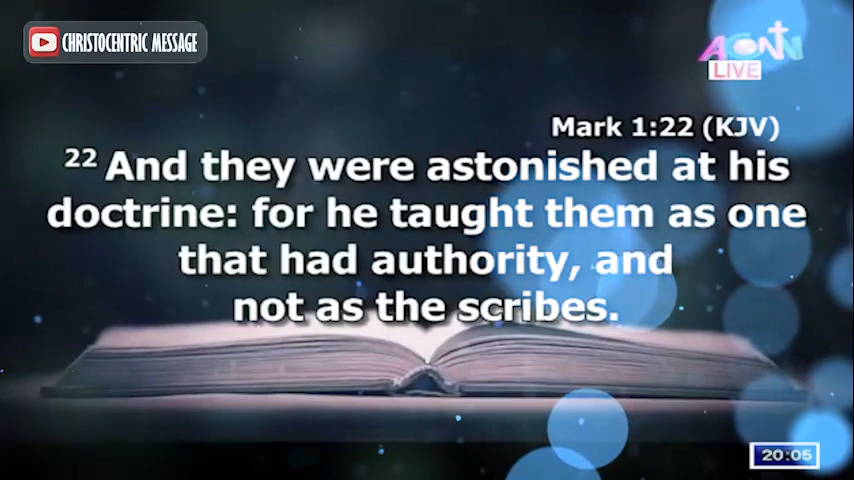 CHRISTOCENTRIC MESSAGE
AGNN
LIVE
Mark 1:22 (KJV)
22 And they were astonished at his
doctrine: for he taught them as one
that had authority, and
not as the scribes.
20:05